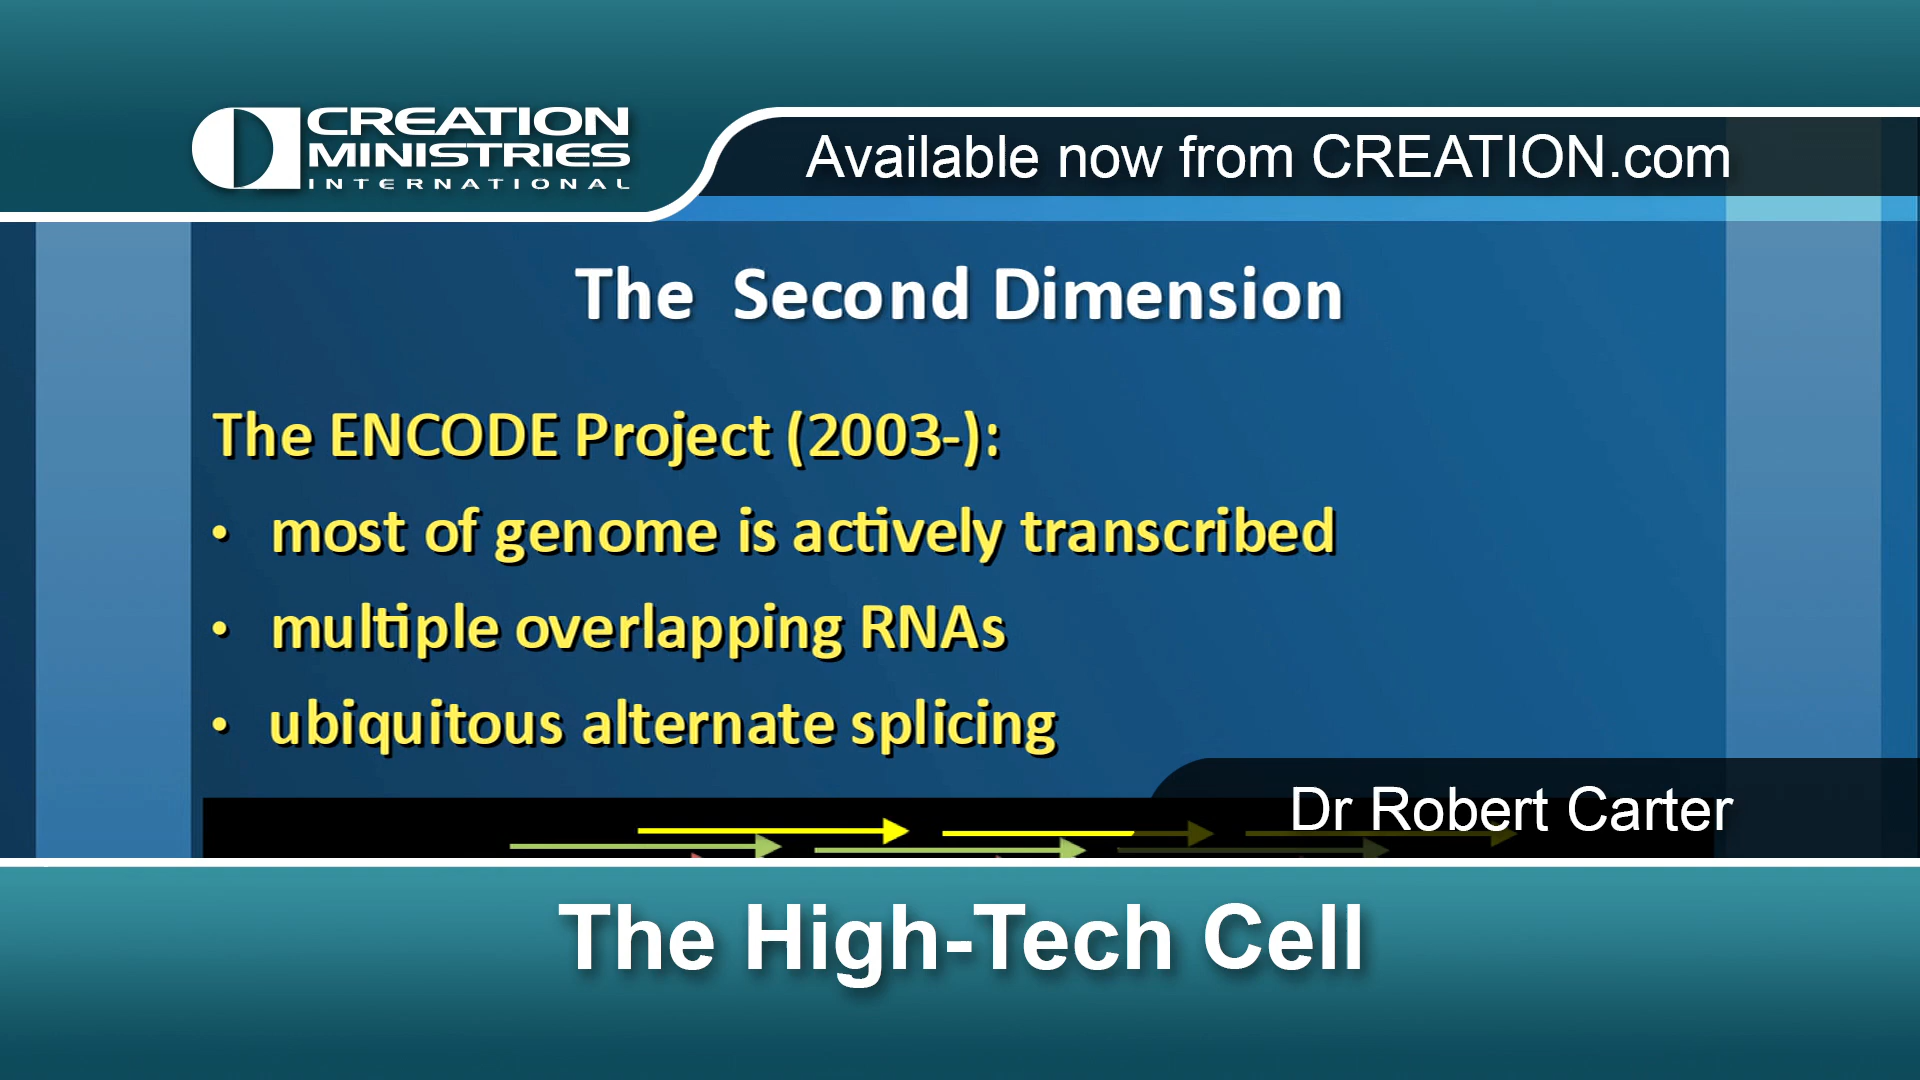 CREATION
MINISTRIES
INTERNATIONAL
Available now from CREATION.com
The Second Dimension
The ENCODE Project (2003-):
• most of genome is actively transcribed
• multiple overlapping RNAs
• ubiquitous alternate splicing
Dr Robert Carter
The High-Tech Cell